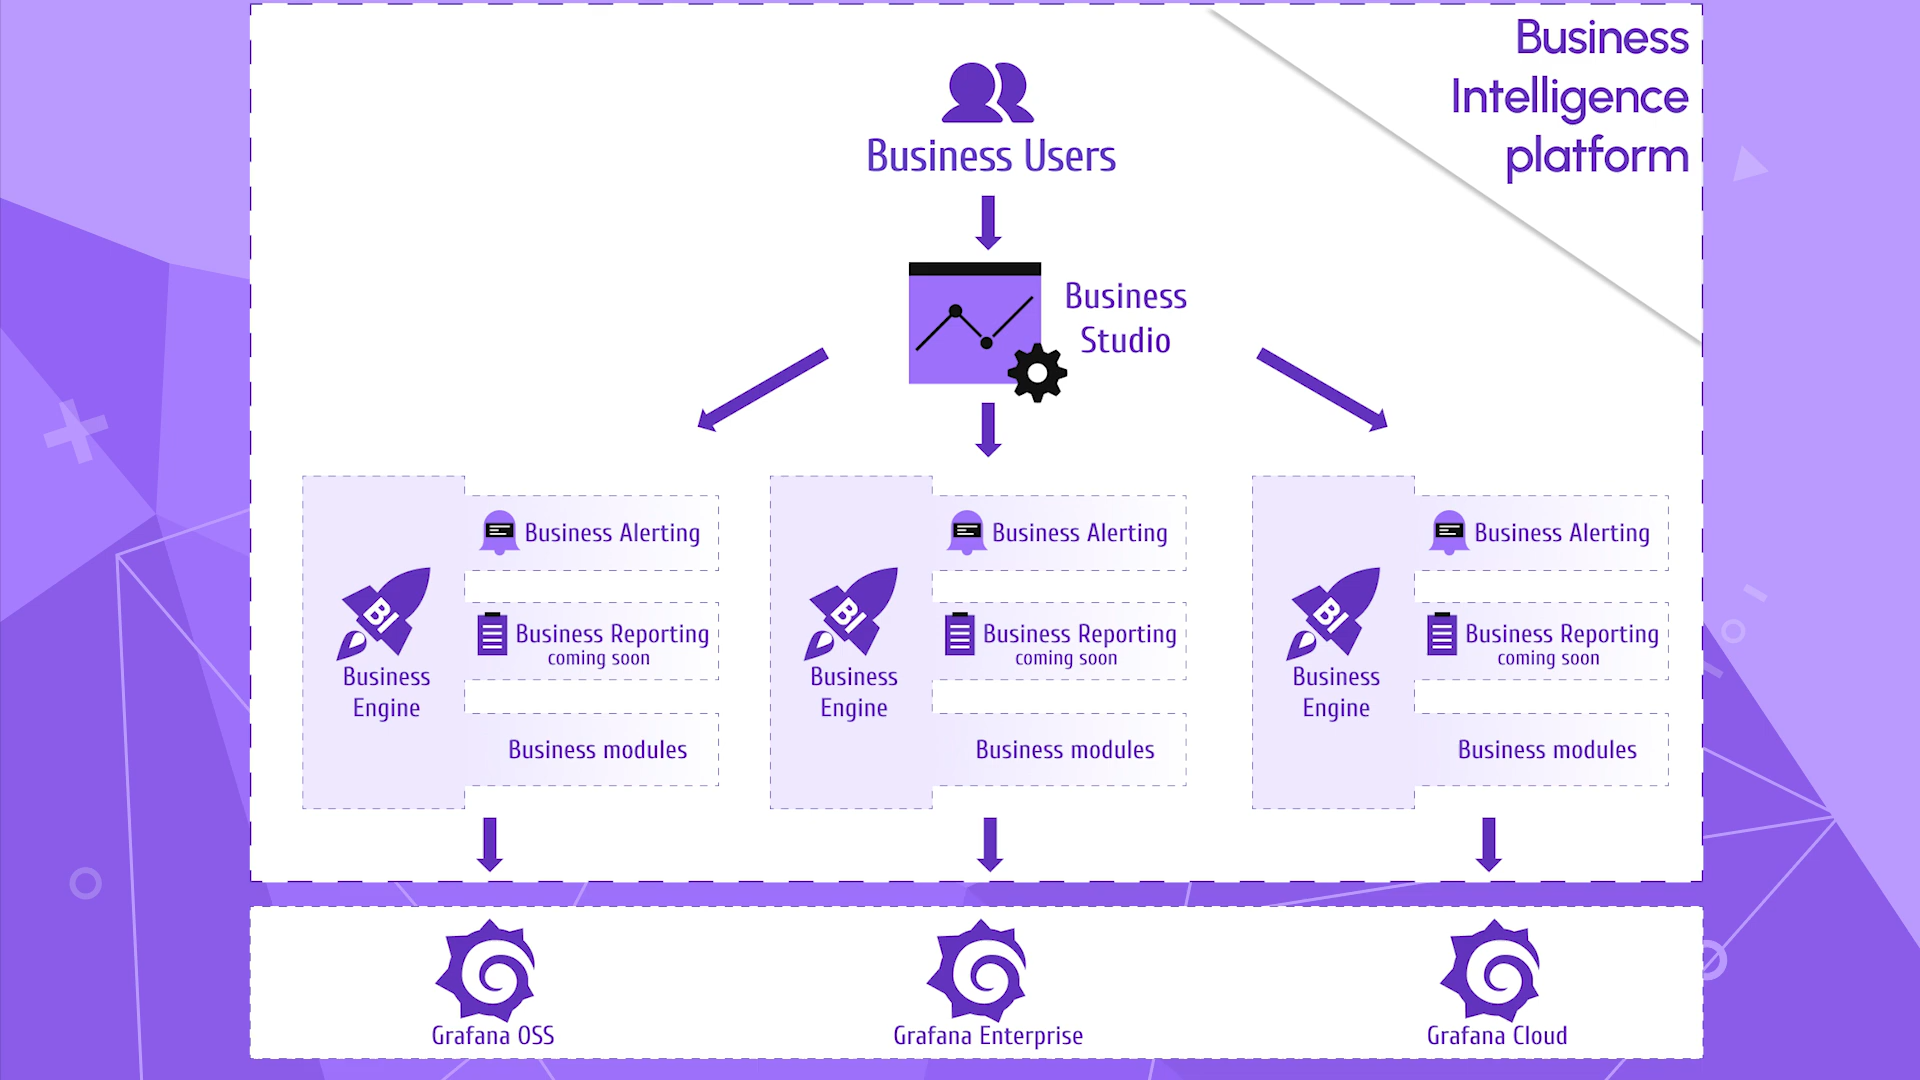 Business
Intelligence
platform
Business Users
Business
Studio
BI
Business
Engine
Business Alerting
Business Reporting
coming soon
Business modules
BI
Business
Engine
Business Alerting
Business Reporting
coming soon
Business modules
BI
Business
Engine
Business Alerting
Business Reporting
coming soon
Business modules
Grafana OSS
Grafana Enterprise
Grafana Cloud